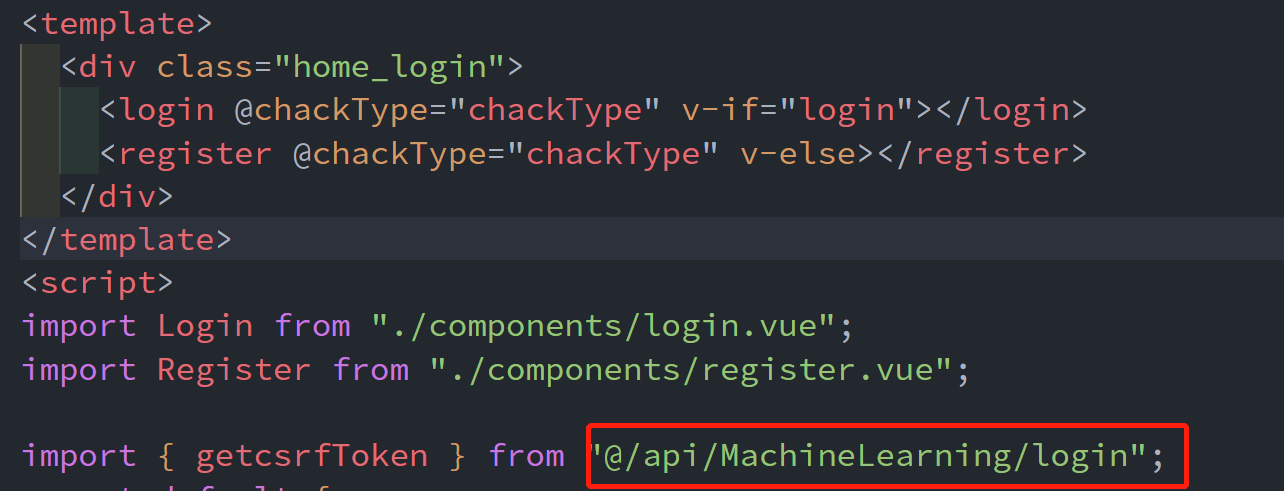 <template>
<div class="home_login">
<login @chackType="chackType" v-if="login"></login>
<register @chackType="chackType" v-else></register>
</div>
</template>
<script>
import Login from "./components/login.vue";
import Register from "./components/register.vue";
import { getcsrfToken } from "@/api/MachineLearning/login";